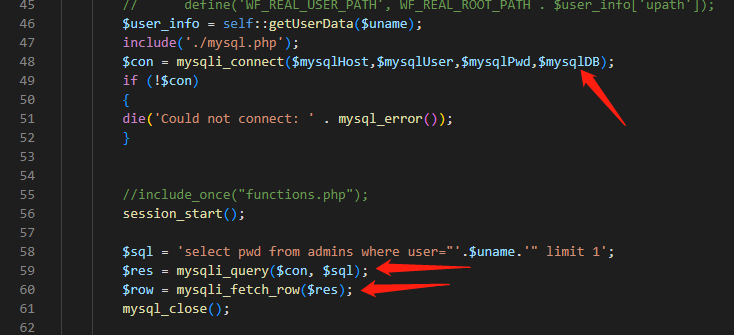 45 // define('WF_REAL_USER_PATH', WF_REAL_ROOT_PATH . $user_info['upath']);
46 $user_info = self::getUserData($uname);
47 include('./mysql.php');
48 $con = mysqli_connect($mysqlHost,$mysqlUser,$mysqlPwd,$mysqlDB);
49 if (!$con)
50 {
51 die('Could not connect: ' . mysql_error());
52 }
53
54
55 //include_once("functions.php");
56 session_start();
57
58 $sql = 'select pwd from admins where user="'.$uname.'" limit 1';
59 $res = mysqli_query($con, $sql);
60 $row = mysqli_fetch_row($res);
61 mysql_close();
62